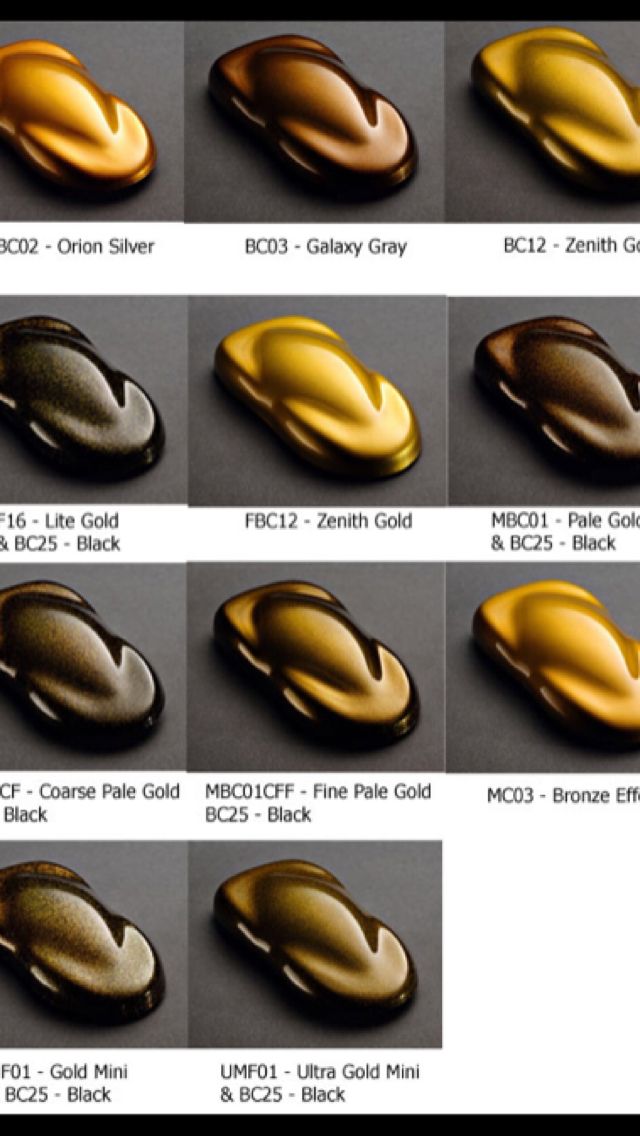 BC02 - Orion Silver
BC03 - Galaxy Gray
BC12 - Zenith Go
F16 - Lite Gold
& BC25 - Black
FBC12 - Zenith Gold
MBC01 - Pale Gold
& BC25 - Black
CF - Coarse Pale Gold
Black
MBC01CFF - Fine Pale Gold
BC25 - Black
MC03 - Bronze Effe
F01 - Gold Mini
BC25 - Black
UMF01 - Ultra Gold Mini
& BC25 - Black